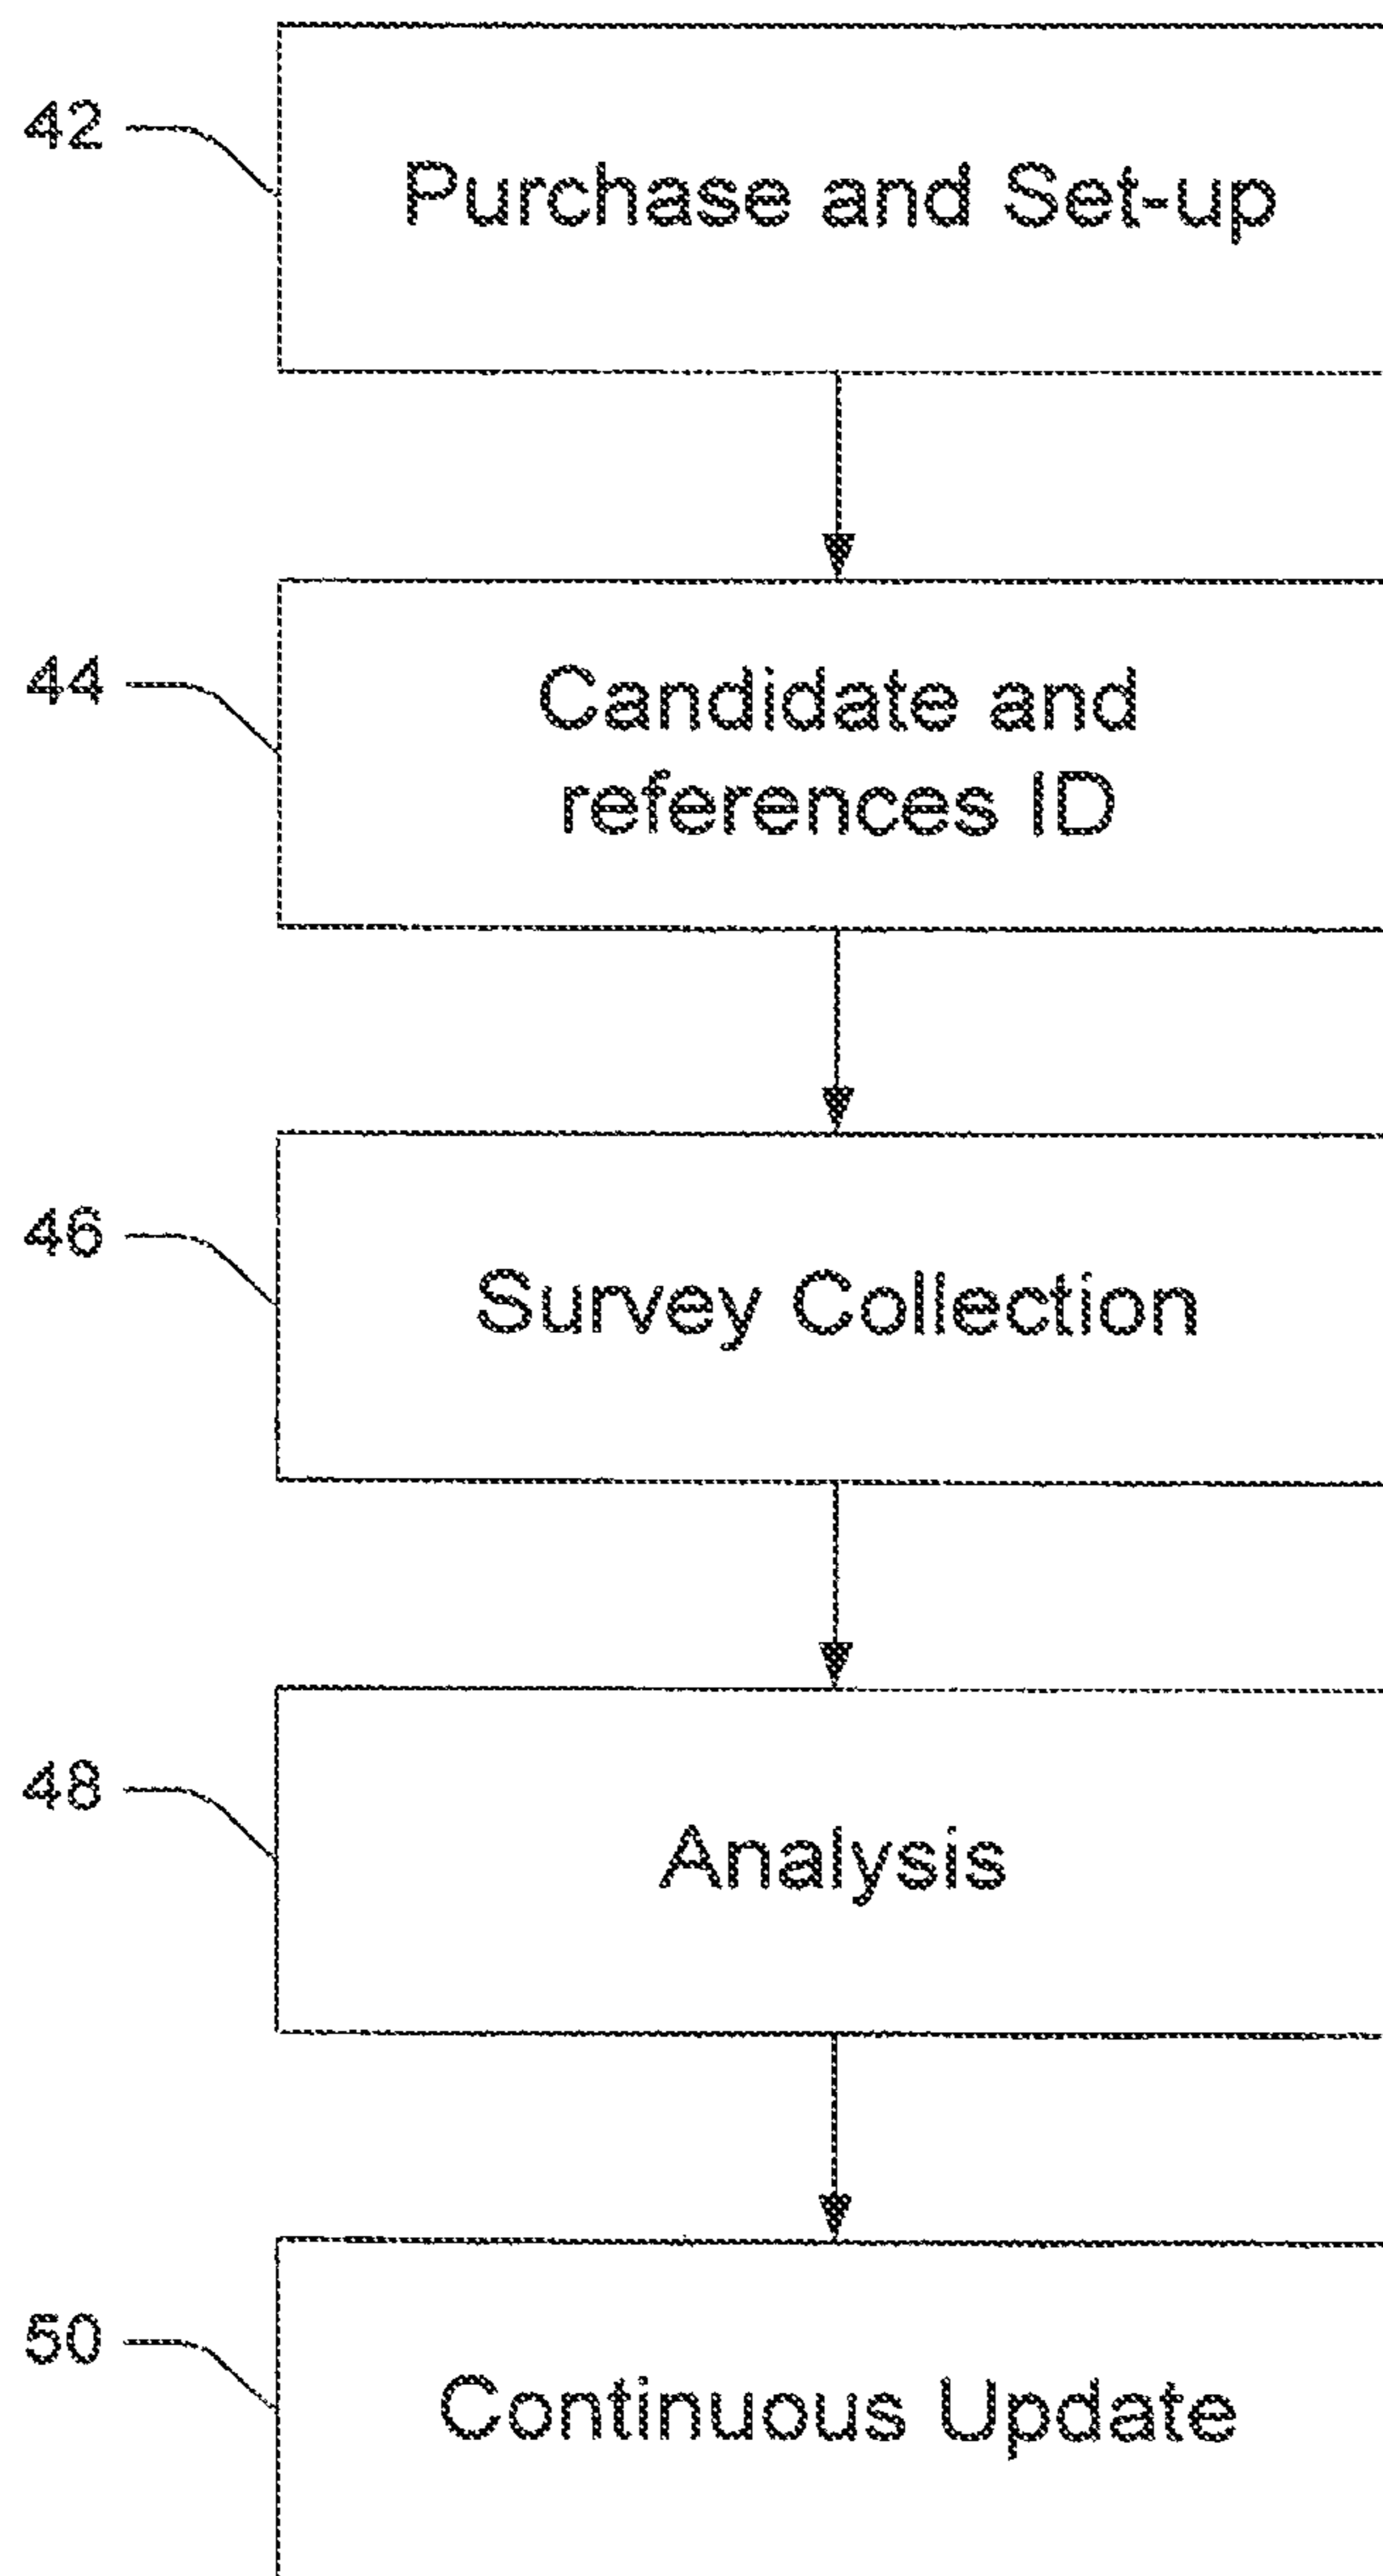 42
Purchase and Set-up
44
Candidate and
references ID
46
Survey Collection
48
Analysis
50
Continuous Update